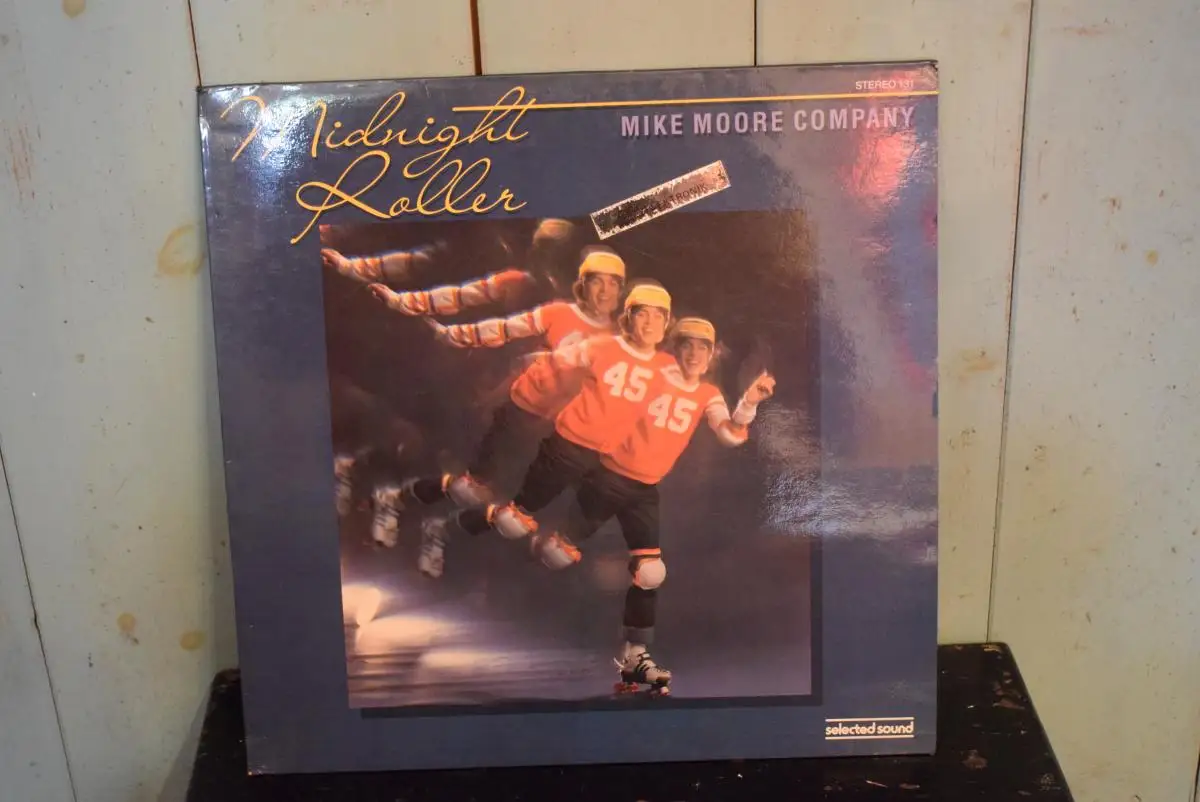 STEREO 131
Midnight
Roller
MIKE MOORE COMPANY
45
45
selected sound